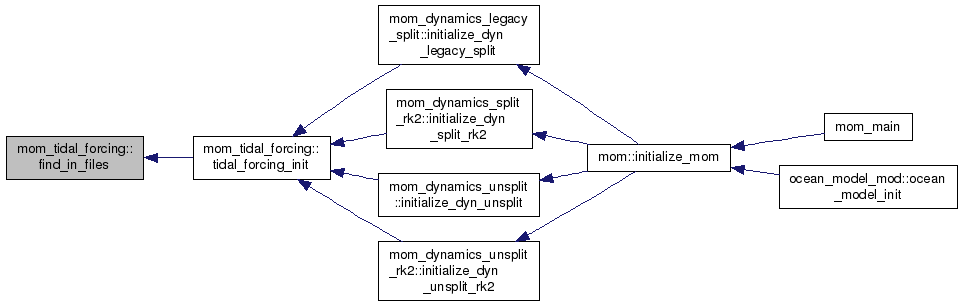 mom_tidal_forcing::
find_in_files
mom_tidal_forcing::
tidal_forcing_init
mom_dynamics_legacy
_split::initialize_dyn
_legacy_split
mom_dynamics_split
_rk2::initialize_dyn
_split_rk2
mom_dynamics_unsplit
::initialize_dyn_unsplit
mom_dynamics_unsplit
_rk2::initialize_dyn
_unsplit_rk2
mom::initialize_mom
mom_main
ocean_model_mod::ocean
_model_init